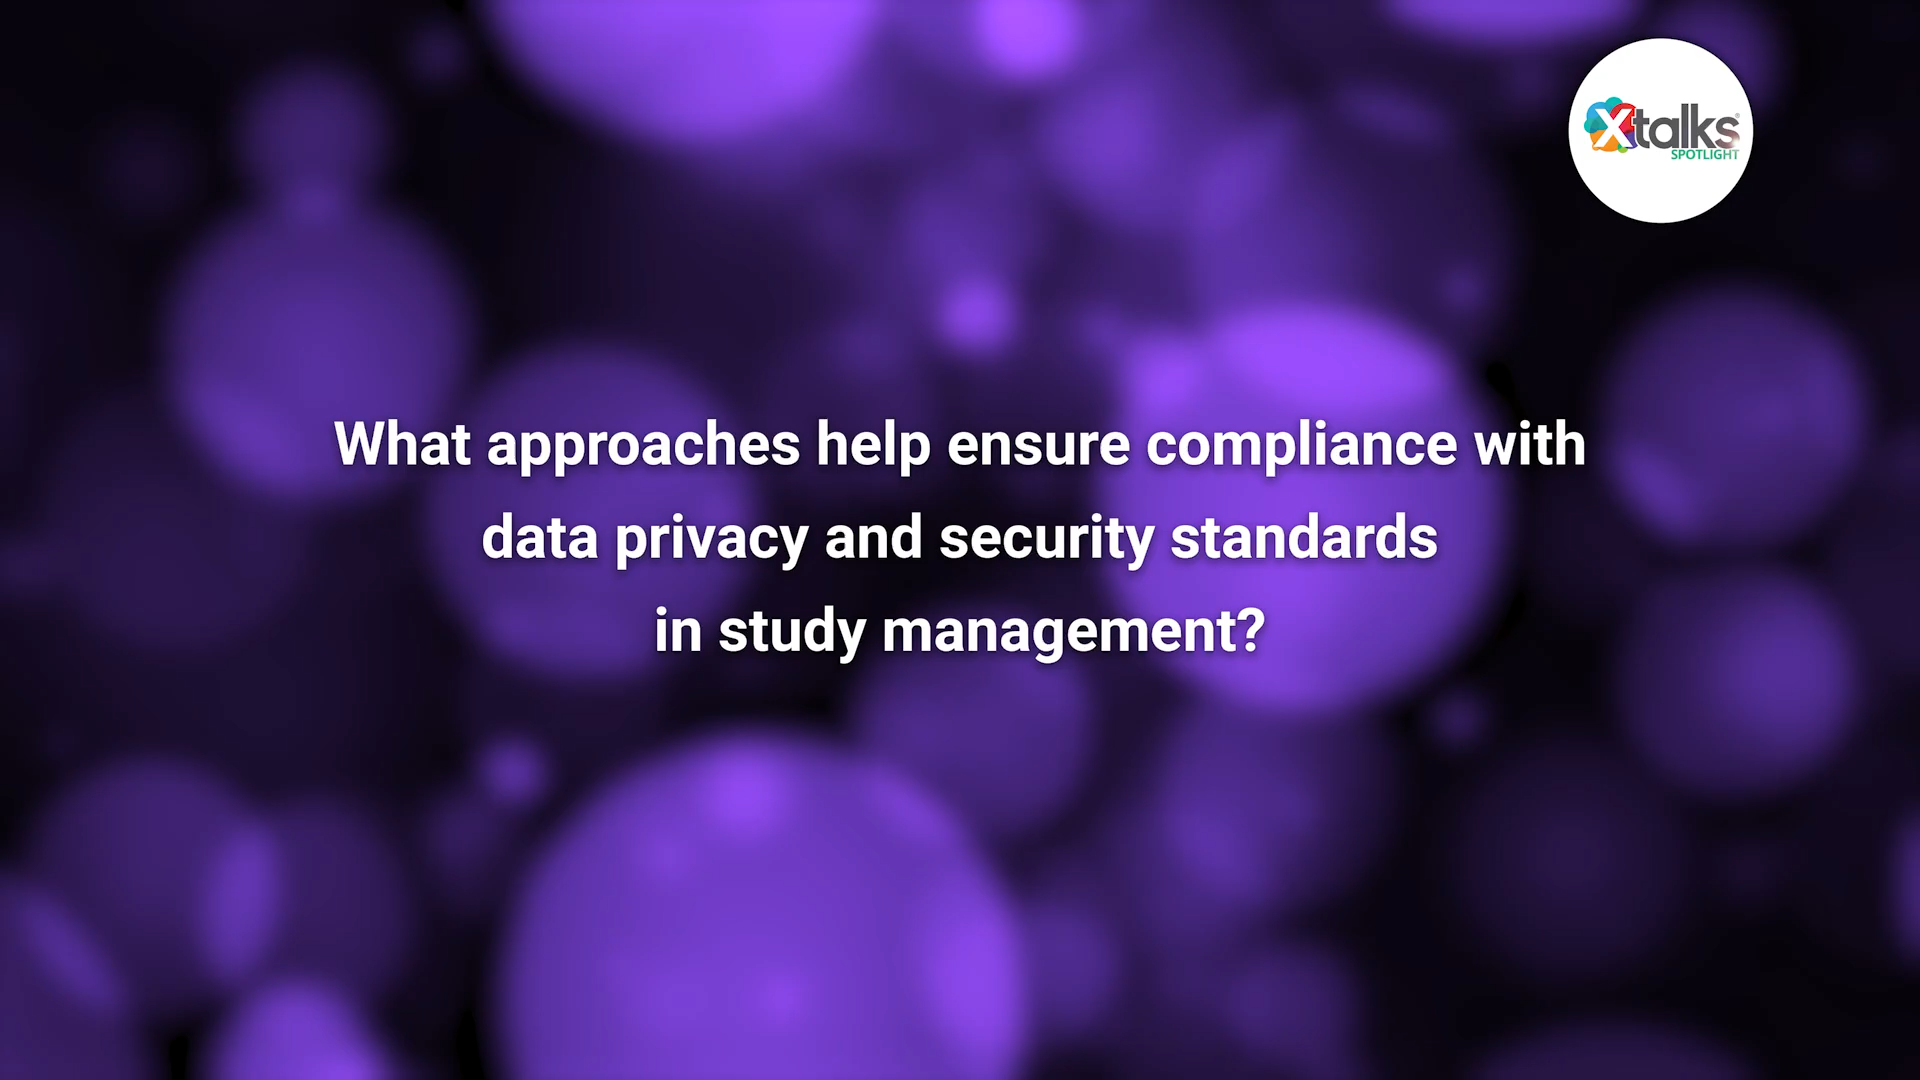 Xtalks
SPOTLIGHT
What approaches help ensure compliance with
data privacy and security standards
in study management?